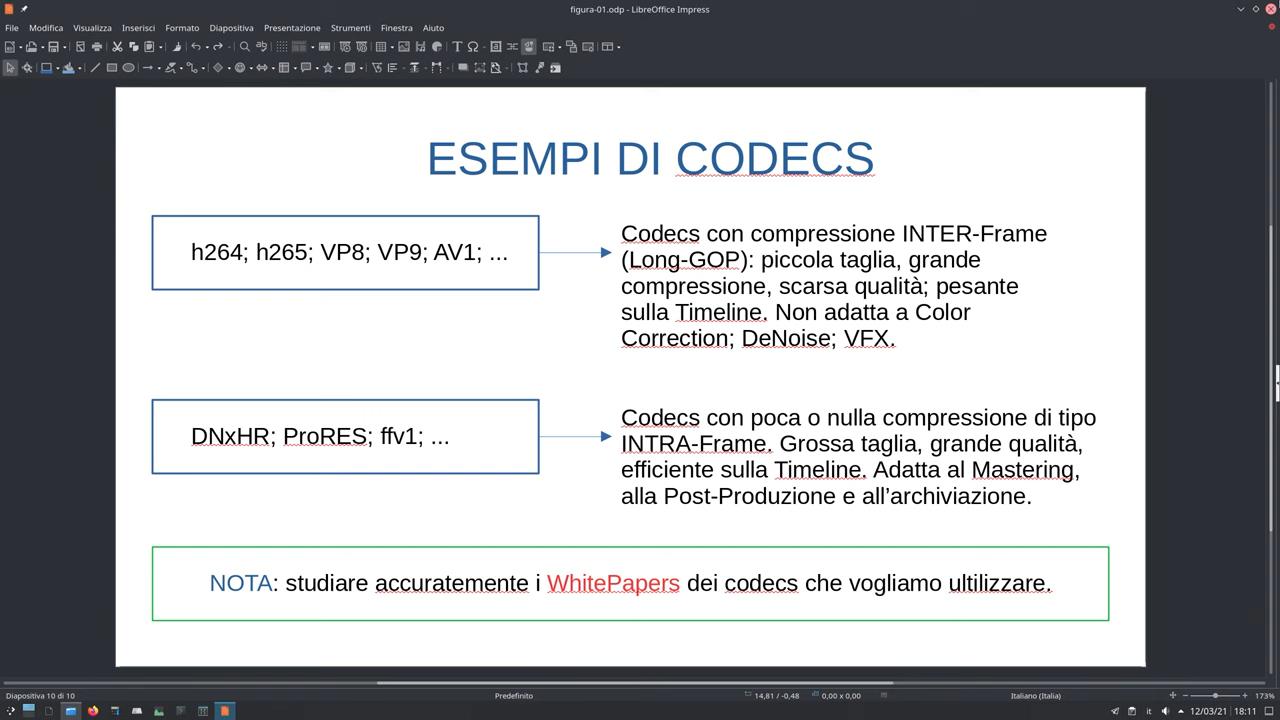 figura-01.odp - LibreOffice Impress
File Modifica Visualizza Inserisci Formato Diapositiva Presentazione Strumenti Finestra Aiuto
ESEMPI DI CODECS
h264; h265; VP8; VP9; AV1; ...
Codecs con compressione INTER-Frame
(Long-GOP): piccola taglia, grande
compressione, scarsa qualità; pesante
sulla Timeline. Non adatta a Color
Correction; DeNoise; VFX.
DNxHR; ProRES; ffv1; ...
Codecs con poca o nulla compressione di tipo
INTRA-Frame. Grossa taglia, grande qualità,
efficiente sulla Timeline. Adatta al Mastering,
alla Post-Produzione e all’archiviazione.
NOTA: studiare accuratemente i WhitePapers dei codecs che vogliamo ultilizzare.
Diapositiva 10 di 10 Predefinito 14,81 / -0,48 0,00 x 0,00 Italiano (Italia) 173%
it 12/03/21 18:11